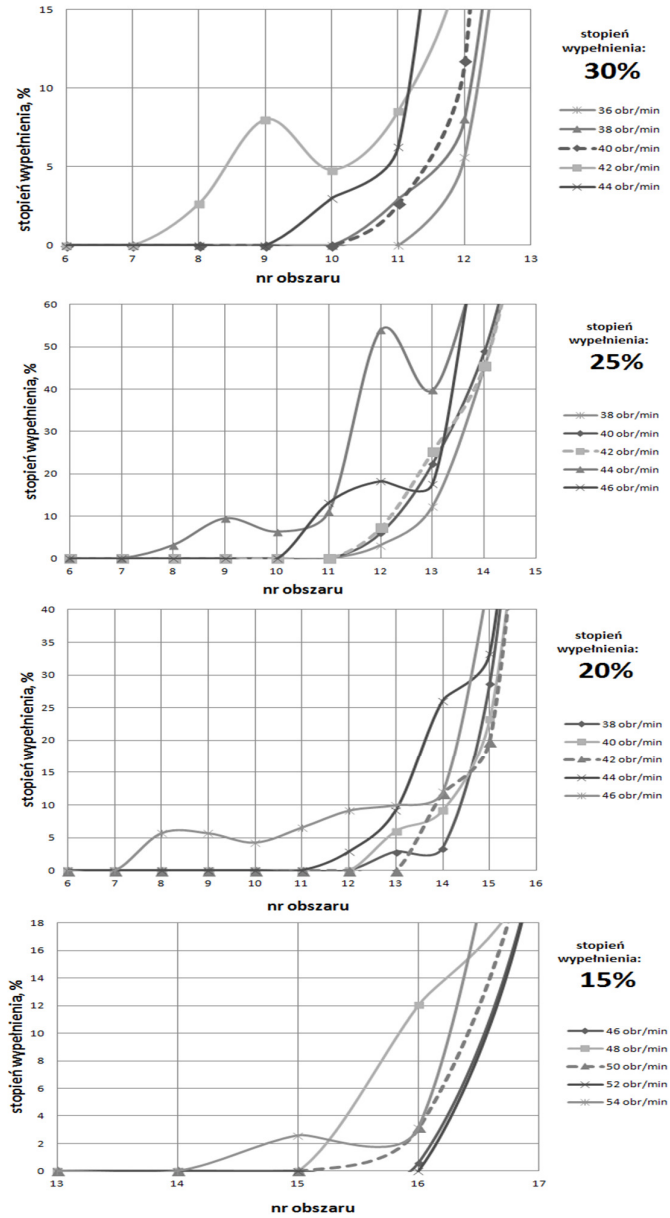 15
10
5
0
stopień wypełnienia, %
6 7 8 9 10 11 12 13
nr obszaru
stopień
wypełnienia:
30%
36 obr/min
38 obr/min
40 obr/min
42 obr/min
44 obr/min
60
50
40
30
20
10
0
stopień wypełnienia, %
6 7 8 9 10 11 12 13 14 15
nr obszaru
stopień
wypełnienia:
25%
38 obr/min
40 obr/min
42 obr/min
44 obr/min
46 obr/min
40
35
30
25
20
15
10
5
0
stopień wypełnienia, %
6 7 8 9 10 11 12 13 14 15 16
nr obszaru
stopień
wypełnienia:
20%
38 obr/min
40 obr/min
42 obr/min
44 obr/min
46 obr/min
18
16
14
12
10
8
6
4
2
0
stopień wypełnienia, %
13 14 15 16 17
nr obszaru
stopień
wypełnienia:
15%
46 obr/min
48 obr/min
50 obr/min
52 obr/min
54 obr/min